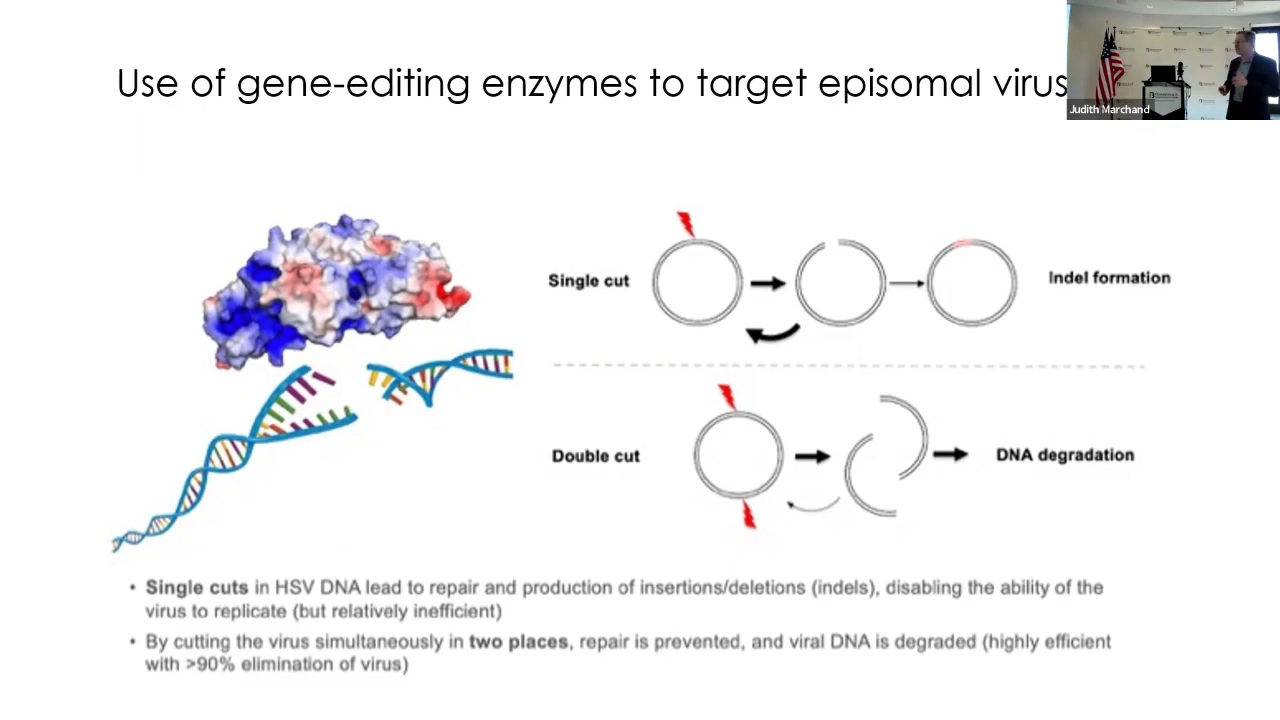 Use of gene-editing enzymes to target episomal virus
Judith Marchand
Single cut
Indel formation
Double cut
DNA degradation
• Single cuts in HSV DNA lead to repair and production of insertions/deletions (indels), disabling the ability of the
virus to replicate (but relatively inefficient)
• By cutting the virus simultaneously in two places, repair is prevented, and viral DNA is degraded (highly efficient
with >90% elimination of virus)